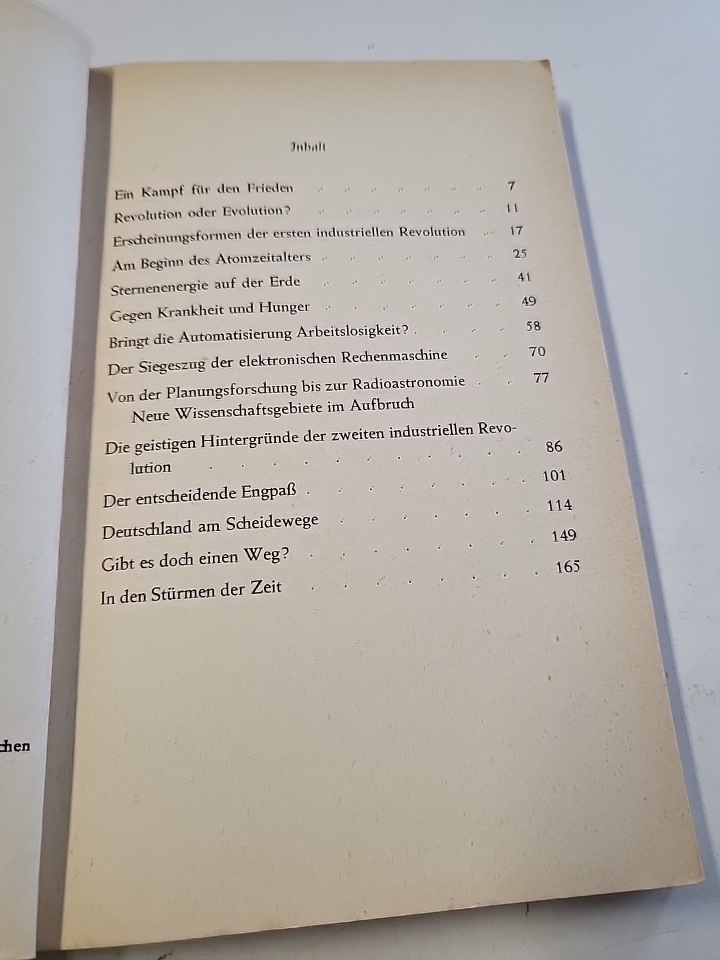 chen
Inhalt
Ein Kampf für den Frieden 7
Revolution oder Evolution? 11
Erscheinungsformen der ersten industriellen Revolution 17
Am Beginn des Atomzeitalters 25
Sternenenergie auf der Erde 41
Gegen Krankheit und Hunger 49
Bringt die Automatisierung Arbeitslosigkeit? 58
Der Siegeszug der elektronischen Rechenmaschine 70
Von der Planungsforschung bis zur Radioastronomie 77
Neue Wissenschaftsgebiete im Aufbruch
Die geistigen Hintergründe der zweiten industriellen Revo-
lution 86
Der entscheidende Engpaß 101
Deutschland am Scheidewege 114
Gibt es doch einen Weg? 149
In den Stürmen der Zeit 165